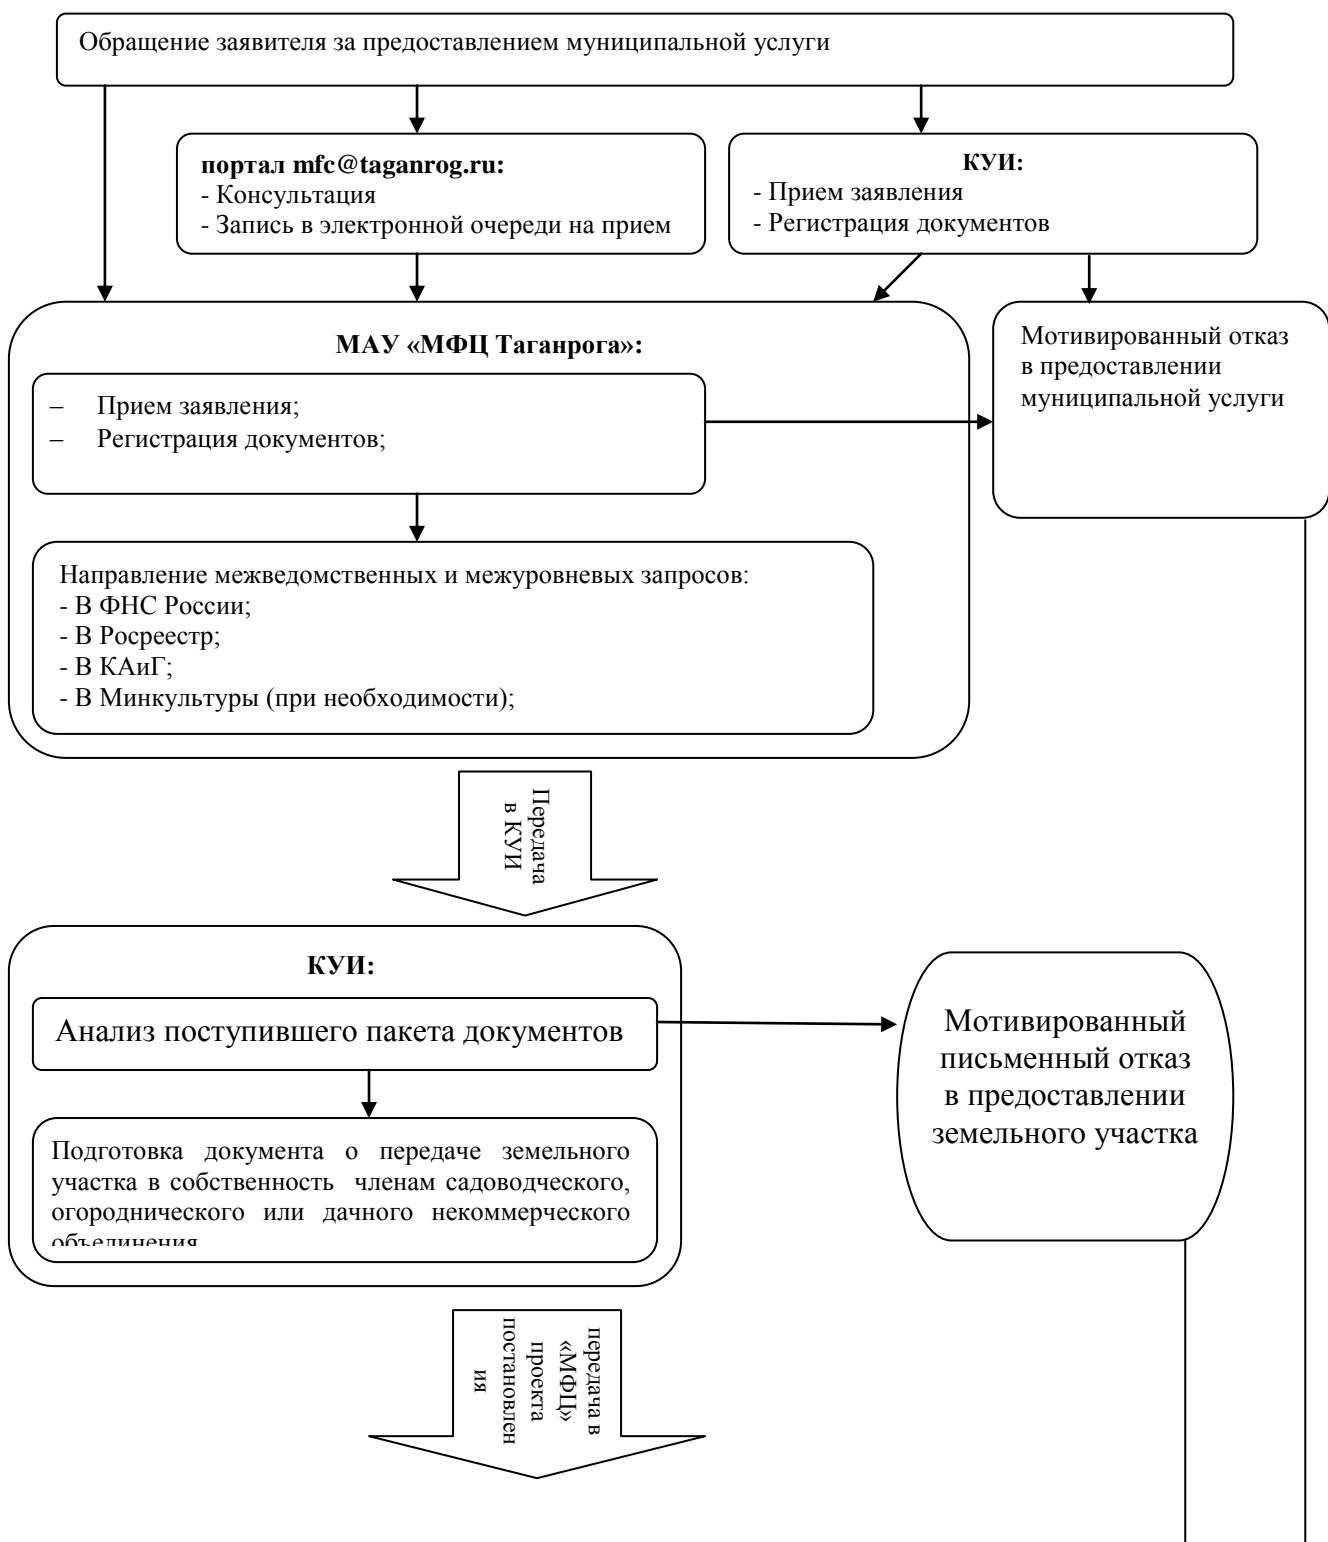 Обращение заявителя за предоставлением муниципальной услуги
портал mfc@taganrog.ru:
- Консультация
- Запись в электронной очереди на прием
КУИ:
- Прием заявления
- Регистрация документов
МАУ «МФЦ Таганрога»:
– Прием заявления;
– Регистрация документов;
Мотивированный отказ
в предоставлении
муниципальной услуги
Направление межведомственных и межуровневых запросов:
- В ФНС России;
- В Росреестр;
- В КАиГ;
- В Минкультуры (при необходимости);
Передача
в КУИ
КУИ:
Анализ поступившего пакета документов
Мотивированный
письменный отказ
в предоставлении
земельного участка
Подготовка документа о передаче земельного
участка в собственность членам садоводческого,
огороднического или дачного некоммерческого
объединения
передача в
«МФЦ»
проекта
постановлен
ия